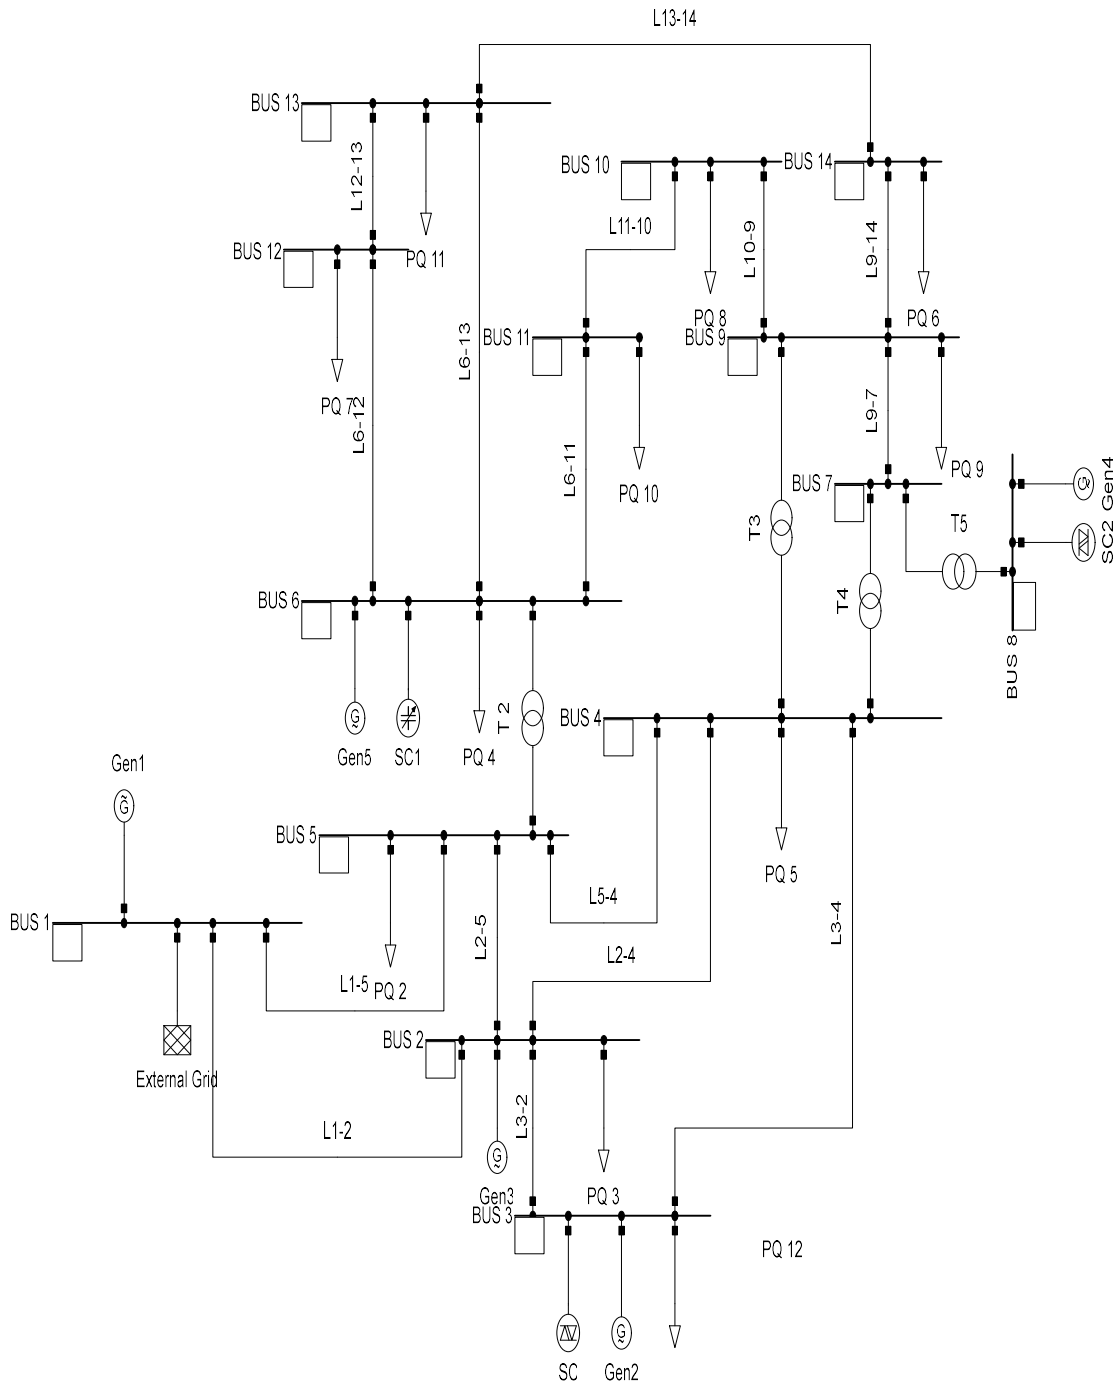 L13-14
BUS 13
BUS 10
BUS 14
L12-13
L11-10
L10-9
L9-14
BUS 12
PQ 11
PQ 8
PQ 6
BUS 11
BUS 9
L6-13
PQ 7
L6-12
L9-7
L6-11
PQ 10
PQ 9
BUS 7
Gen4
T5
T3
SC2
T4
BUS 6
BUS 8
T 2
BUS 4
Gen5
SC1
PQ 4
Gen1
G
G
G
BUS 5
PQ 5
L5-4
BUS 1
L2-5
L3-4
L2-4
L1-5
PQ 2
BUS 2
External Grid
L3-2
L1-2
G
Gen3
PQ 3
BUS 3
PQ 12
G
SC
Gen2